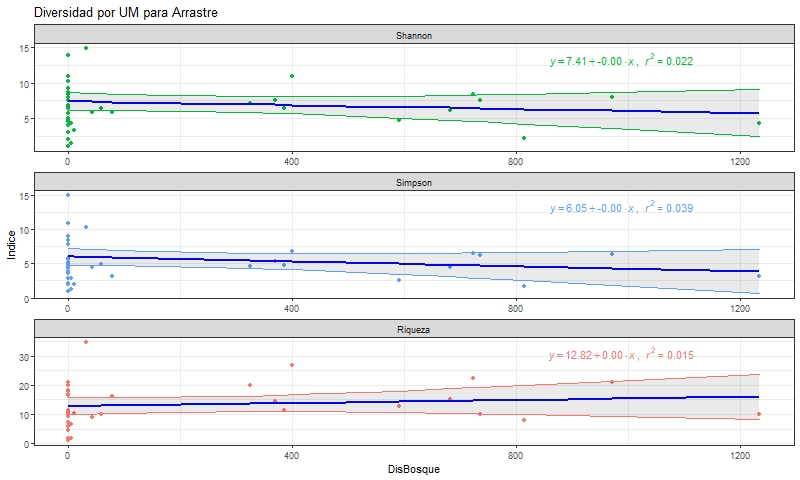 Diversidad por UM para Arrastre
Shannon
y = 7.41 + -0.00 · x ,  r² = 0.022
15
10
5
0 400 800 1200
Simpson
y = 6.05 + -0.00 · x ,  r² = 0.039
15
10
5
0
0 400 800 1200
Indice
Riqueza
y = 12.82 + 0.00 · x ,  r² = 0.015
30
20
10
0
0 400 800 1200
DisBosque